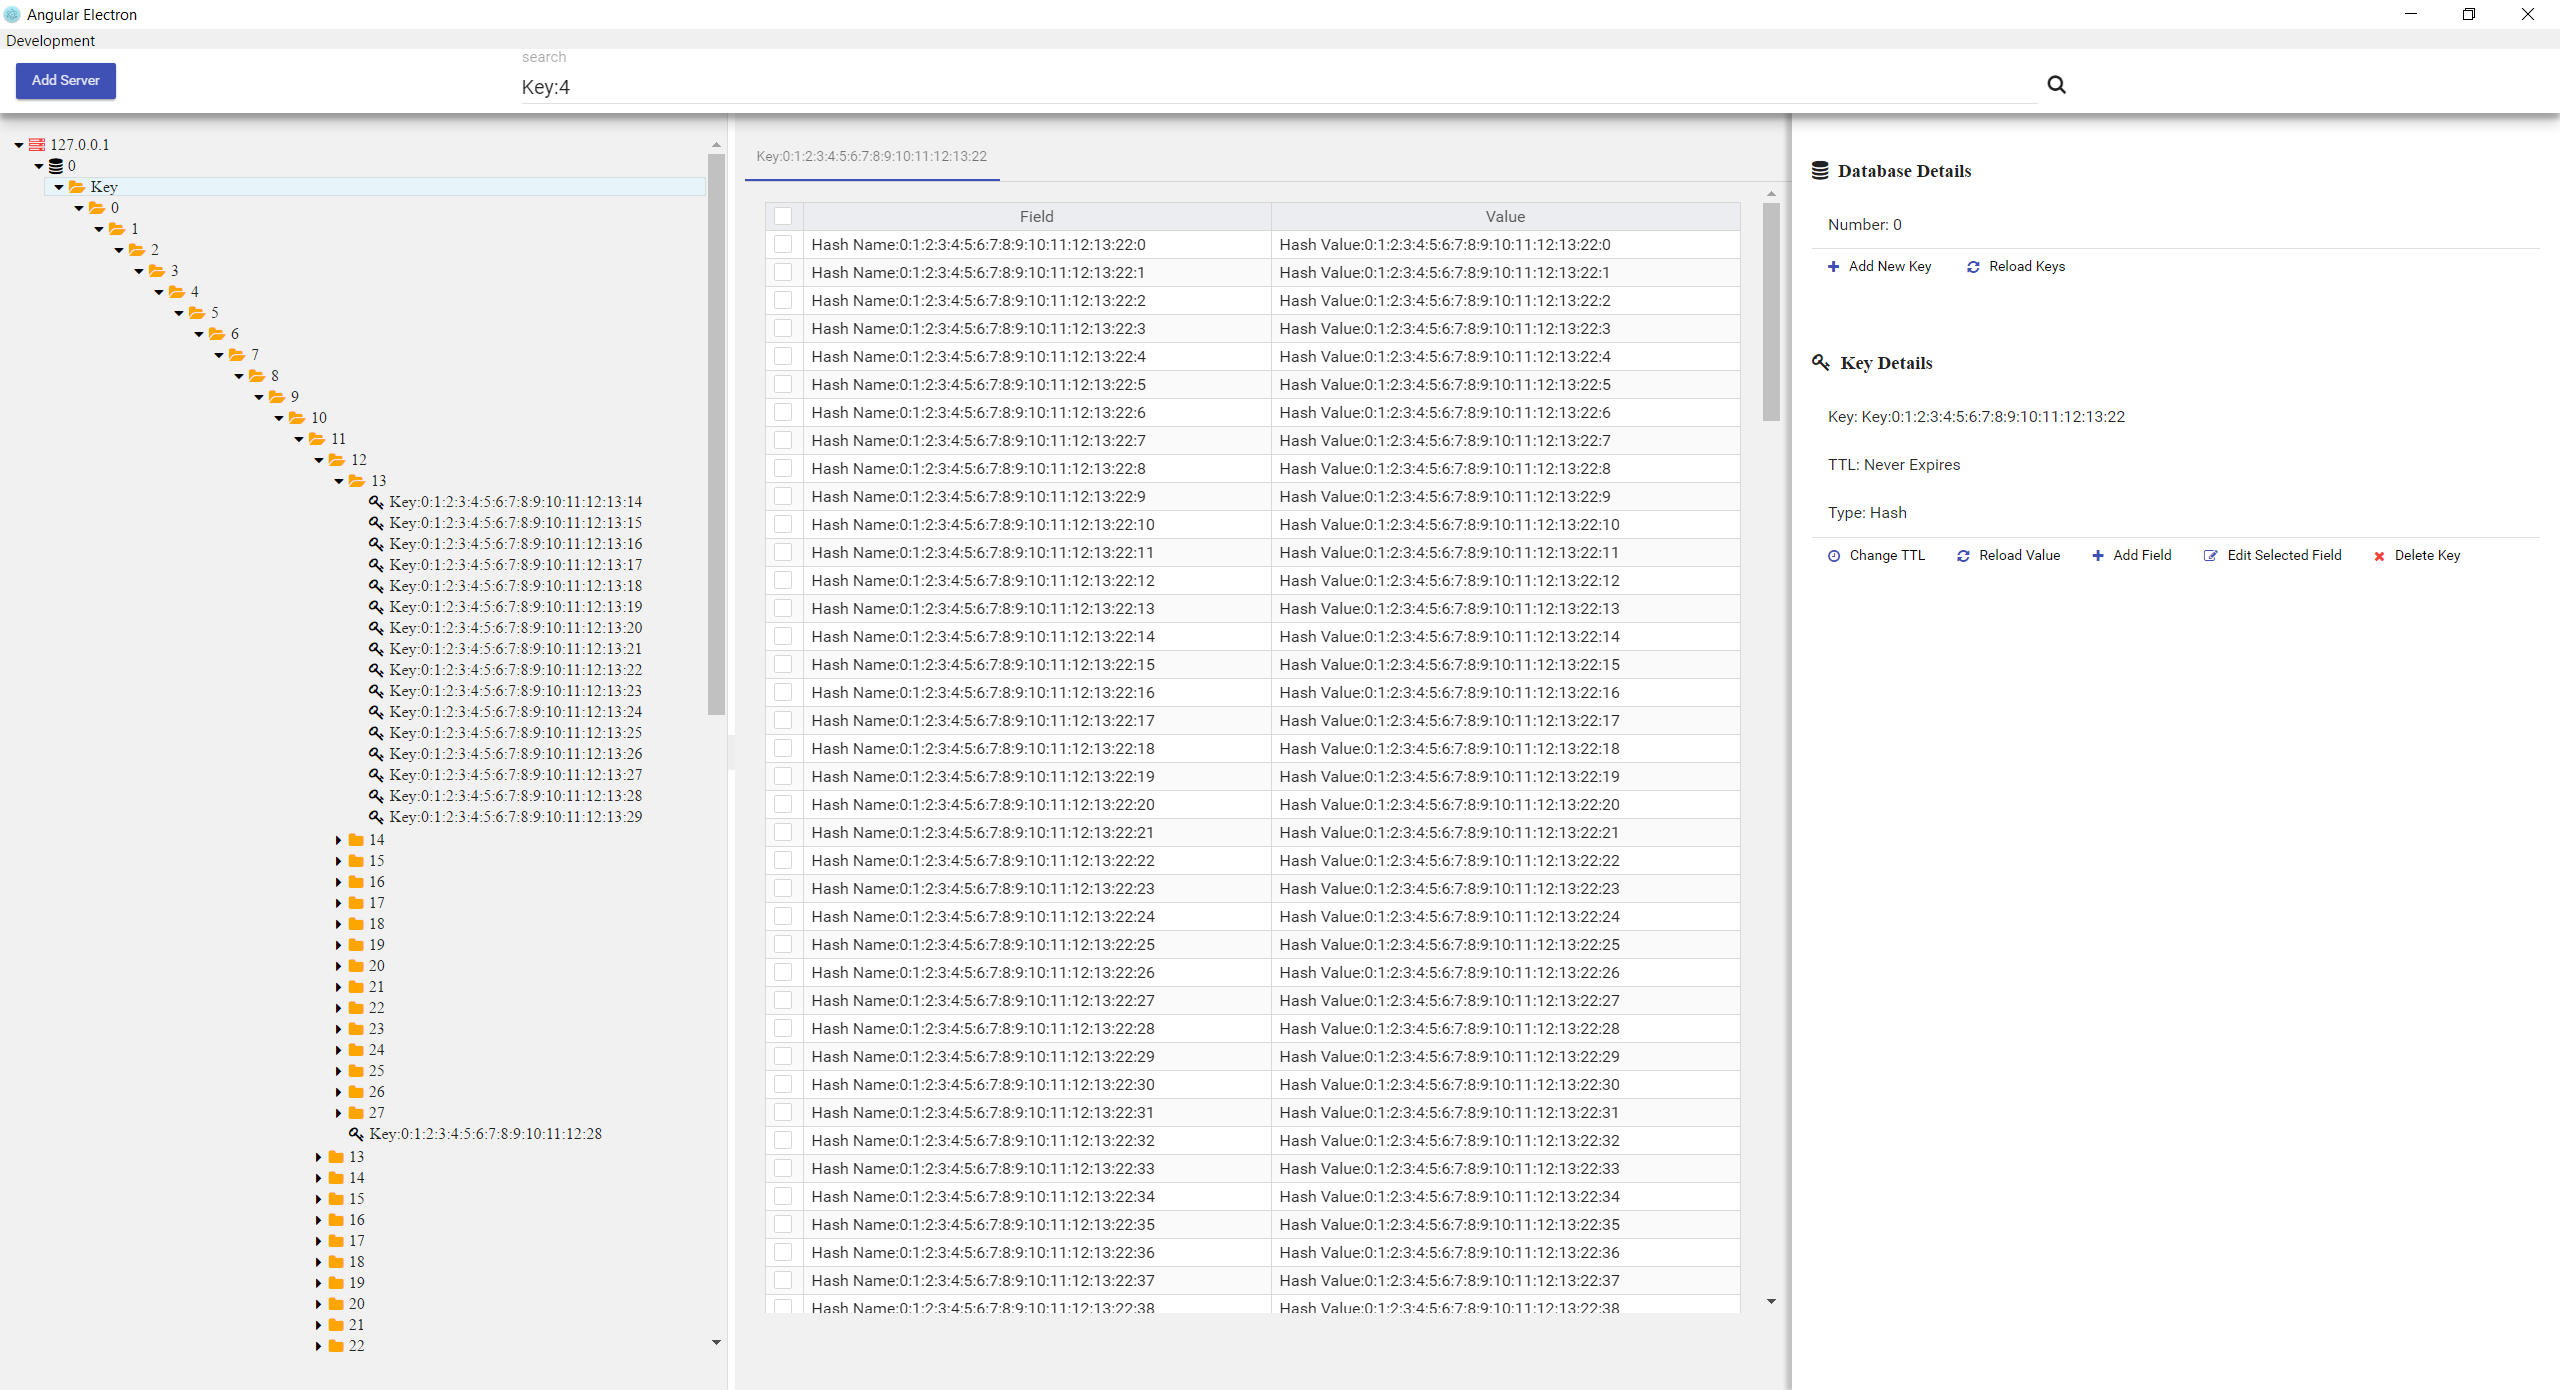 Angular Electron
Development
Add Server
search
Key:4
127.0.0.1
0
Key
0
1
2
3
4
5
6
7
8
9
10
11
12
13
Key:0:1:2:3:4:5:6:7:8:9:10:11:12:13:14
Key:0:1:2:3:4:5:6:7:8:9:10:11:12:13:15
Key:0:1:2:3:4:5:6:7:8:9:10:11:12:13:16
Key:0:1:2:3:4:5:6:7:8:9:10:11:12:13:17
Key:0:1:2:3:4:5:6:7:8:9:10:11:12:13:18
Key:0:1:2:3:4:5:6:7:8:9:10:11:12:13:19
Key:0:1:2:3:4:5:6:7:8:9:10:11:12:13:20
Key:0:1:2:3:4:5:6:7:8:9:10:11:12:13:21
Key:0:1:2:3:4:5:6:7:8:9:10:11:12:13:22
Key:0:1:2:3:4:5:6:7:8:9:10:11:12:13:23
Key:0:1:2:3:4:5:6:7:8:9:10:11:12:13:24
Key:0:1:2:3:4:5:6:7:8:9:10:11:12:13:25
Key:0:1:2:3:4:5:6:7:8:9:10:11:12:13:26
Key:0:1:2:3:4:5:6:7:8:9:10:11:12:13:27
Key:0:1:2:3:4:5:6:7:8:9:10:11:12:13:28
Key:0:1:2:3:4:5:6:7:8:9:10:11:12:13:29
14
15
16
17
18
19
20
21
22
23
24
25
26
27
Key:0:1:2:3:4:5:6:7:8:9:10:11:12:28
13
14
15
16
17
18
19
20
21
22
Key:0:1:2:3:4:5:6:7:8:9:10:11:12:13:22
Field Value
Hash Name:0:1:2:3:4:5:6:7:8:9:10:11:12:13:22:0 Hash Value:0:1:2:3:4:5:6:7:8:9:10:11:12:13:22:0
Hash Name:0:1:2:3:4:5:6:7:8:9:10:11:12:13:22:1 Hash Value:0:1:2:3:4:5:6:7:8:9:10:11:12:13:22:1
Hash Name:0:1:2:3:4:5:6:7:8:9:10:11:12:13:22:2 Hash Value:0:1:2:3:4:5:6:7:8:9:10:11:12:13:22:2
Hash Name:0:1:2:3:4:5:6:7:8:9:10:11:12:13:22:3 Hash Value:0:1:2:3:4:5:6:7:8:9:10:11:12:13:22:3
Hash Name:0:1:2:3:4:5:6:7:8:9:10:11:12:13:22:4 Hash Value:0:1:2:3:4:5:6:7:8:9:10:11:12:13:22:4
Hash Name:0:1:2:3:4:5:6:7:8:9:10:11:12:13:22:5 Hash Value:0:1:2:3:4:5:6:7:8:9:10:11:12:13:22:5
Hash Name:0:1:2:3:4:5:6:7:8:9:10:11:12:13:22:6 Hash Value:0:1:2:3:4:5:6:7:8:9:10:11:12:13:22:6
Hash Name:0:1:2:3:4:5:6:7:8:9:10:11:12:13:22:7 Hash Value:0:1:2:3:4:5:6:7:8:9:10:11:12:13:22:7
Hash Name:0:1:2:3:4:5:6:7:8:9:10:11:12:13:22:8 Hash Value:0:1:2:3:4:5:6:7:8:9:10:11:12:13:22:8
Hash Name:0:1:2:3:4:5:6:7:8:9:10:11:12:13:22:9 Hash Value:0:1:2:3:4:5:6:7:8:9:10:11:12:13:22:9
Hash Name:0:1:2:3:4:5:6:7:8:9:10:11:12:13:22:10 Hash Value:0:1:2:3:4:5:6:7:8:9:10:11:12:13:22:10
Hash Name:0:1:2:3:4:5:6:7:8:9:10:11:12:13:22:11 Hash Value:0:1:2:3:4:5:6:7:8:9:10:11:12:13:22:11
Hash Name:0:1:2:3:4:5:6:7:8:9:10:11:12:13:22:12 Hash Value:0:1:2:3:4:5:6:7:8:9:10:11:12:13:22:12
Hash Name:0:1:2:3:4:5:6:7:8:9:10:11:12:13:22:13 Hash Value:0:1:2:3:4:5:6:7:8:9:10:11:12:13:22:13
Hash Name:0:1:2:3:4:5:6:7:8:9:10:11:12:13:22:14 Hash Value:0:1:2:3:4:5:6:7:8:9:10:11:12:13:22:14
Hash Name:0:1:2:3:4:5:6:7:8:9:10:11:12:13:22:15 Hash Value:0:1:2:3:4:5:6:7:8:9:10:11:12:13:22:15
Hash Name:0:1:2:3:4:5:6:7:8:9:10:11:12:13:22:16 Hash Value:0:1:2:3:4:5:6:7:8:9:10:11:12:13:22:16
Hash Name:0:1:2:3:4:5:6:7:8:9:10:11:12:13:22:17 Hash Value:0:1:2:3:4:5:6:7:8:9:10:11:12:13:22:17
Hash Name:0:1:2:3:4:5:6:7:8:9:10:11:12:13:22:18 Hash Value:0:1:2:3:4:5:6:7:8:9:10:11:12:13:22:18
Hash Name:0:1:2:3:4:5:6:7:8:9:10:11:12:13:22:19 Hash Value:0:1:2:3:4:5:6:7:8:9:10:11:12:13:22:19
Hash Name:0:1:2:3:4:5:6:7:8:9:10:11:12:13:22:20 Hash Value:0:1:2:3:4:5:6:7:8:9:10:11:12:13:22:20
Hash Name:0:1:2:3:4:5:6:7:8:9:10:11:12:13:22:21 Hash Value:0:1:2:3:4:5:6:7:8:9:10:11:12:13:22:21
Hash Name:0:1:2:3:4:5:6:7:8:9:10:11:12:13:22:22 Hash Value:0:1:2:3:4:5:6:7:8:9:10:11:12:13:22:22
Hash Name:0:1:2:3:4:5:6:7:8:9:10:11:12:13:22:23 Hash Value:0:1:2:3:4:5:6:7:8:9:10:11:12:13:22:23
Hash Name:0:1:2:3:4:5:6:7:8:9:10:11:12:13:22:24 Hash Value:0:1:2:3:4:5:6:7:8:9:10:11:12:13:22:24
Hash Name:0:1:2:3:4:5:6:7:8:9:10:11:12:13:22:25 Hash Value:0:1:2:3:4:5:6:7:8:9:10:11:12:13:22:25
Hash Name:0:1:2:3:4:5:6:7:8:9:10:11:12:13:22:26 Hash Value:0:1:2:3:4:5:6:7:8:9:10:11:12:13:22:26
Hash Name:0:1:2:3:4:5:6:7:8:9:10:11:12:13:22:27 Hash Value:0:1:2:3:4:5:6:7:8:9:10:11:12:13:22:27
Hash Name:0:1:2:3:4:5:6:7:8:9:10:11:12:13:22:28 Hash Value:0:1:2:3:4:5:6:7:8:9:10:11:12:13:22:28
Hash Name:0:1:2:3:4:5:6:7:8:9:10:11:12:13:22:29 Hash Value:0:1:2:3:4:5:6:7:8:9:10:11:12:13:22:29
Hash Name:0:1:2:3:4:5:6:7:8:9:10:11:12:13:22:30 Hash Value:0:1:2:3:4:5:6:7:8:9:10:11:12:13:22:30
Hash Name:0:1:2:3:4:5:6:7:8:9:10:11:12:13:22:31 Hash Value:0:1:2:3:4:5:6:7:8:9:10:11:12:13:22:31
Hash Name:0:1:2:3:4:5:6:7:8:9:10:11:12:13:22:32 Hash Value:0:1:2:3:4:5:6:7:8:9:10:11:12:13:22:32
Hash Name:0:1:2:3:4:5:6:7:8:9:10:11:12:13:22:33 Hash Value:0:1:2:3:4:5:6:7:8:9:10:11:12:13:22:33
Hash Name:0:1:2:3:4:5:6:7:8:9:10:11:12:13:22:34 Hash Value:0:1:2:3:4:5:6:7:8:9:10:11:12:13:22:34
Hash Name:0:1:2:3:4:5:6:7:8:9:10:11:12:13:22:35 Hash Value:0:1:2:3:4:5:6:7:8:9:10:11:12:13:22:35
Hash Name:0:1:2:3:4:5:6:7:8:9:10:11:12:13:22:36 Hash Value:0:1:2:3:4:5:6:7:8:9:10:11:12:13:22:36
Hash Name:0:1:2:3:4:5:6:7:8:9:10:11:12:13:22:37 Hash Value:0:1:2:3:4:5:6:7:8:9:10:11:12:13:22:37
Hash Name:0:1:2:3:4:5:6:7:8:9:10:11:12:13:22:38 Hash Value:0:1:2:3:4:5:6:7:8:9:10:11:12:13:22:38
Database Details
Number: 0
Add New Key Reload Keys
Key Details
Key: Key:0:1:2:3:4:5:6:7:8:9:10:11:12:13:22
TTL: Never Expires
Type: Hash
Change TTL Reload Value Add Field Edit Selected Field Delete Key